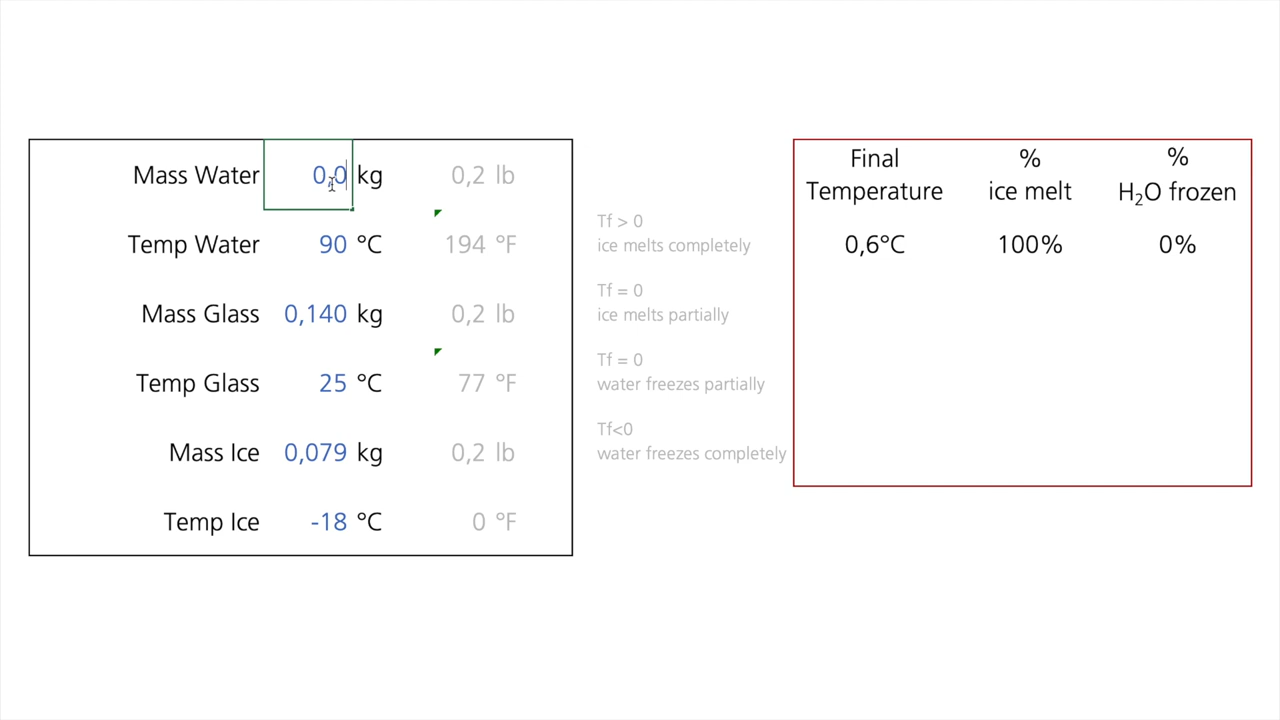 Mass Water 0,0 kg 0,2 lb
Temp Water 90 °C 194 °F
Mass Glass 0,140 kg 0,2 lb
Temp Glass 25 °C 77 °F
Mass Ice 0,079 kg 0,2 lb
Temp Ice -18 °C 0 °F
Tf > 0
ice melts completely
Tf = 0
ice melts partially
Tf = 0
water freezes partially
Tf<0
water freezes completely
Final % %
Temperature ice melt H₂O frozen
0,6°C 100% 0%